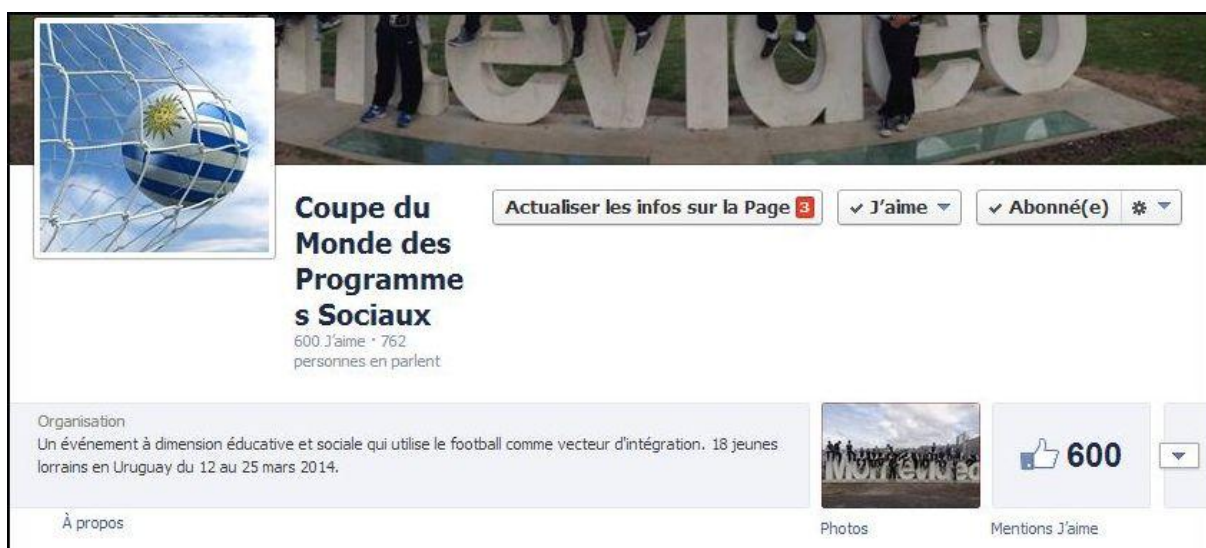 ntevideo
Coupe du
Monde des
Programme
s Sociaux
Actualiser les infos sur la Page 3
✓ J'aime
✓ Abonné(e)
600 J'aime · 762
personnes en parlent
Organisation
Un événement à dimension éducative et sociale qui utilise le football comme vecteur d'intégration. 18 jeunes
lorrains en Uruguay du 12 au 25 mars 2014.
À propos
Montevideo
Photos
600
Mentions J'aime